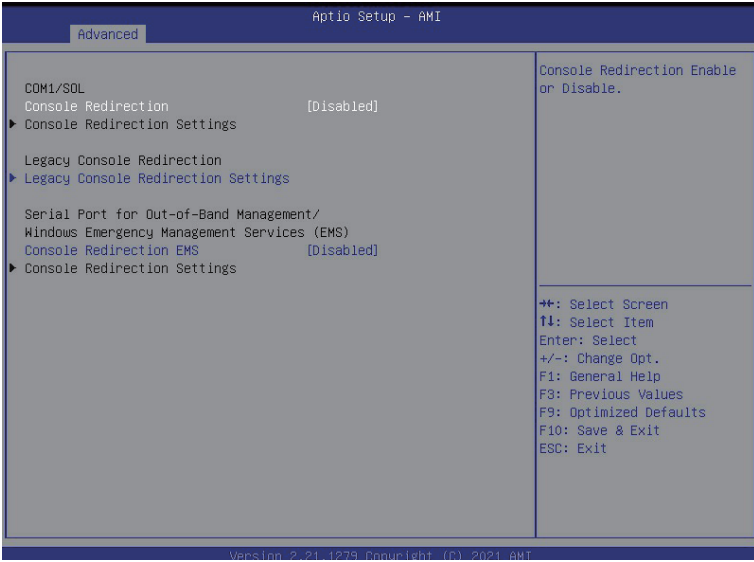 Aptio Setup - AMI
Advanced
COM1/SOL
Console Redirection [Disabled]
▶ Console Redirection Settings
Legacy Console Redirection
▶ Legacy Console Redirection Settings
Serial Port for Out-of-Band Management/
Windows Emergency Management Services (EMS)
Console Redirection EMS [Disabled]
▶ Console Redirection Settings
Console Redirection Enable
or Disable.
→←: Select Screen
↑↓: Select Item
Enter: Select
+/-: Change Opt.
F1: General Help
F3: Previous Values
F9: Optimized Defaults
F10: Save & Exit
ESC: Exit
Version 2.21.1279 Copyright (C) 2021 AMI